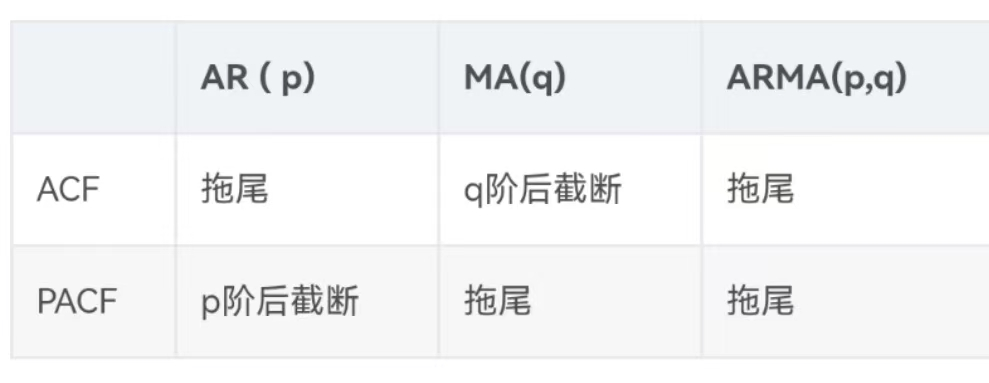 AR ( p) MA(q) ARMA(p,q)
ACF 拖尾 q阶后截断 拖尾
PACF p阶后截断 拖尾 拖尾